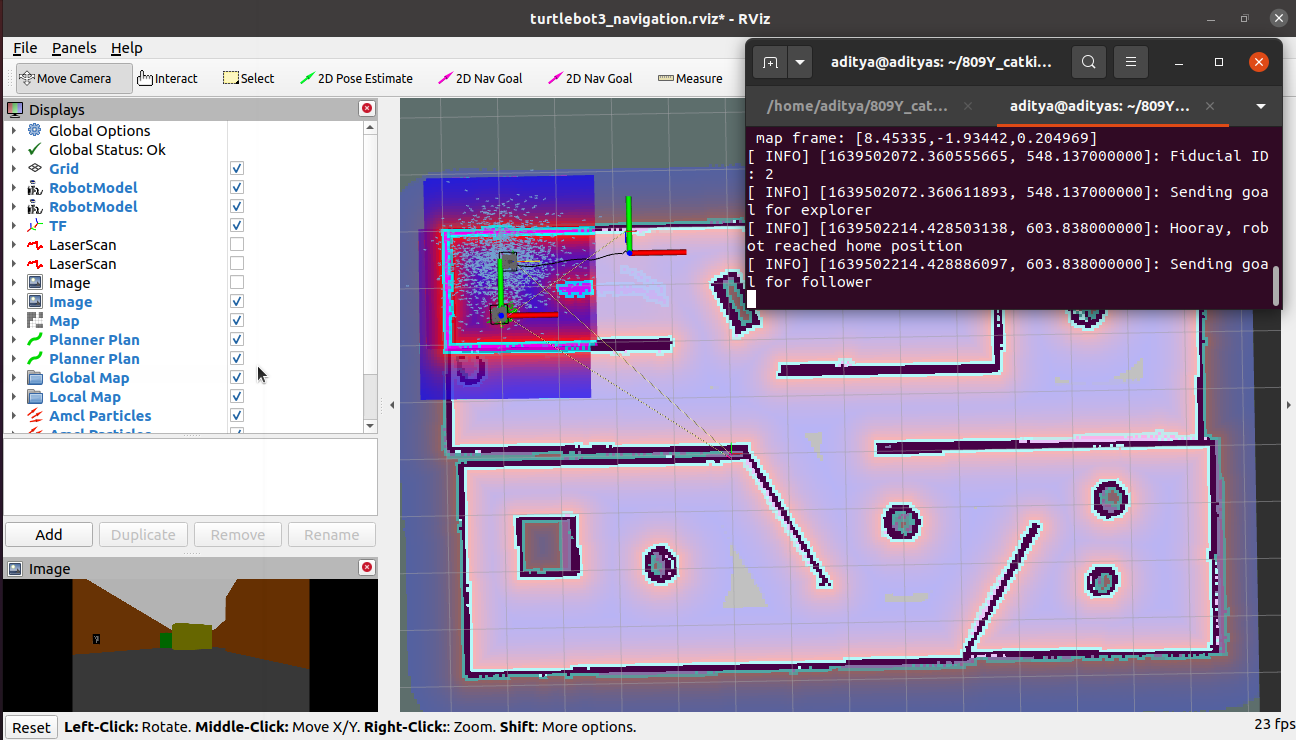 turtlebot3_navigation.rviz* - RViz
File Panels Help
Move Camera Interact Select 2D Pose Estimate 2D Nav Goal 2D Nav Goal Measure
Displays
Global Options
Global Status: Ok
Grid
RobotModel
RobotModel
TF
LaserScan
LaserScan
Image
Image
Map
Planner Plan
Planner Plan
Global Map
Local Map
Amcl Particles
Amcl Particles
Add Duplicate Remove Rename
Image
aditya@adityas: ~/809Y_catki...
/home/aditya/809Y_cat... aditya@adityas: ~/809Y...
map frame: [8.45335,-1.93442,0.204969]
[ INFO] [1639502072.360555665, 548.137000000]: Fiducial ID
: 2
[ INFO] [1639502072.360611893, 548.137000000]: Sending goa
l for explorer
[ INFO] [1639502214.428503138, 603.838000000]: Hooray, rob
ot reached home position
[ INFO] [1639502214.428886097, 603.838000000]: Sending goa
l for follower
Reset Left-Click: Rotate. Middle-Click: Move X/Y. Right-Click:: Zoom. Shift: More options. 23 fps